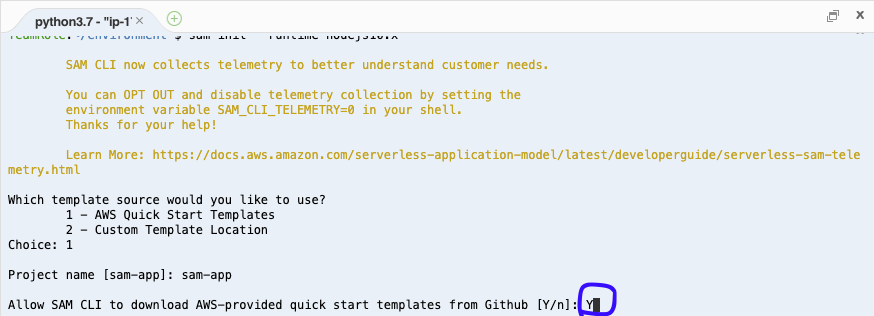 python3.7 - "ip-1
TeamRole:~/environment $ sam init --runtime nodejs10.x
SAM CLI now collects telemetry to better understand customer needs.
You can OPT OUT and disable telemetry collection by setting the
environment variable SAM_CLI_TELEMETRY=0 in your shell.
Thanks for your help!
Learn More: https://docs.aws.amazon.com/serverless-application-model/latest/developerguide/serverless-sam-tele
metry.html
Which template source would you like to use?
1 - AWS Quick Start Templates
2 - Custom Template Location
Choice: 1
Project name [sam-app]: sam-app
Allow SAM CLI to download AWS-provided quick start templates from Github [Y/n]: Y